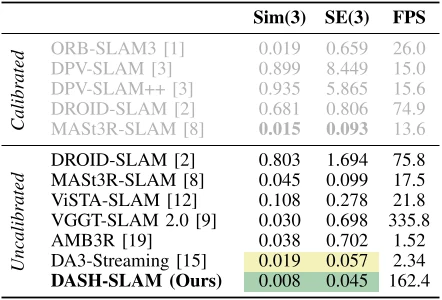 Sim(3) SE(3) FPS
Calibrated
ORB-SLAM3 [1] 0.019 0.659 26.0
DPV-SLAM [3] 0.899 8.449 15.0
DPV-SLAM++ [3] 0.935 5.865 15.6
DROID-SLAM [2] 0.681 0.806 74.9
MASt3R-SLAM [8] 0.015 0.093 13.6
Uncalibrated
DROID-SLAM [2] 0.803 1.694 75.8
MASt3R-SLAM [8] 0.045 0.099 17.5
ViSTA-SLAM [12] 0.108 0.278 21.8
VGGT-SLAM 2.0 [9] 0.030 0.698 335.8
AMB3R [19] 0.038 0.702 1.52
DA3-Streaming [15] 0.019 0.057 2.34
DASH-SLAM (Ours) 0.008 0.045 162.4